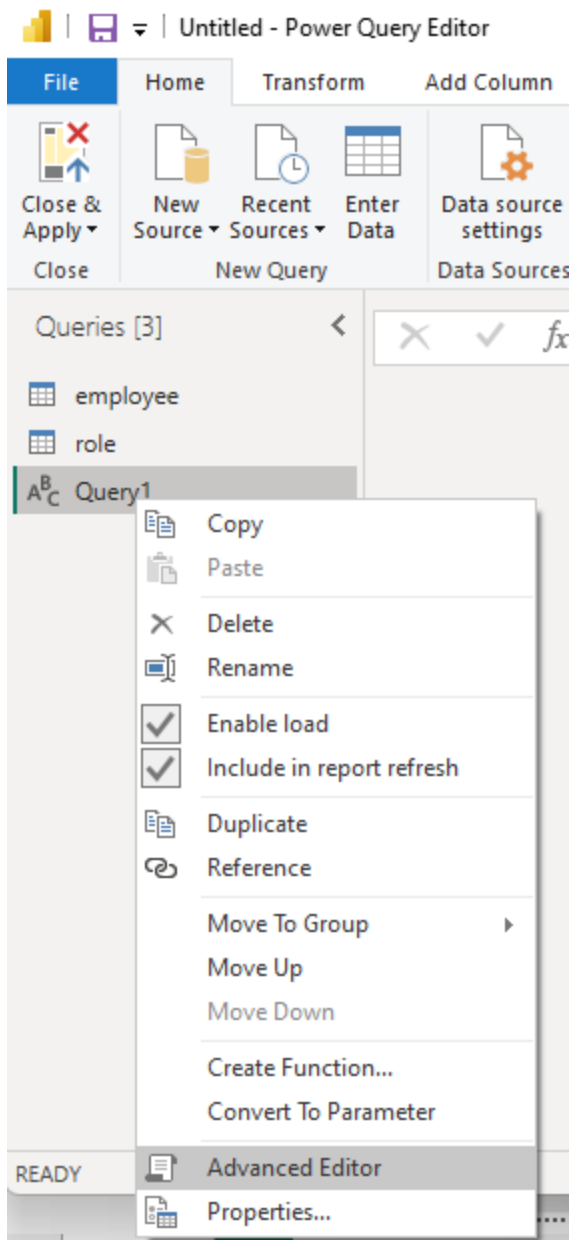 Untitled - Power Query Editor
File Home Transform Add Column
Close & Apply
New Source
Recent Sources
Enter Data
Data source settings
Close New Query Data Sources
Queries [3]
fx
employee
role
ABC Query1
Copy
Paste
Delete
Rename
Enable load
Include in report refresh
Duplicate
Reference
Move To Group
Move Up
Move Down
Create Function...
Convert To Parameter
Advanced Editor
READY
Properties...